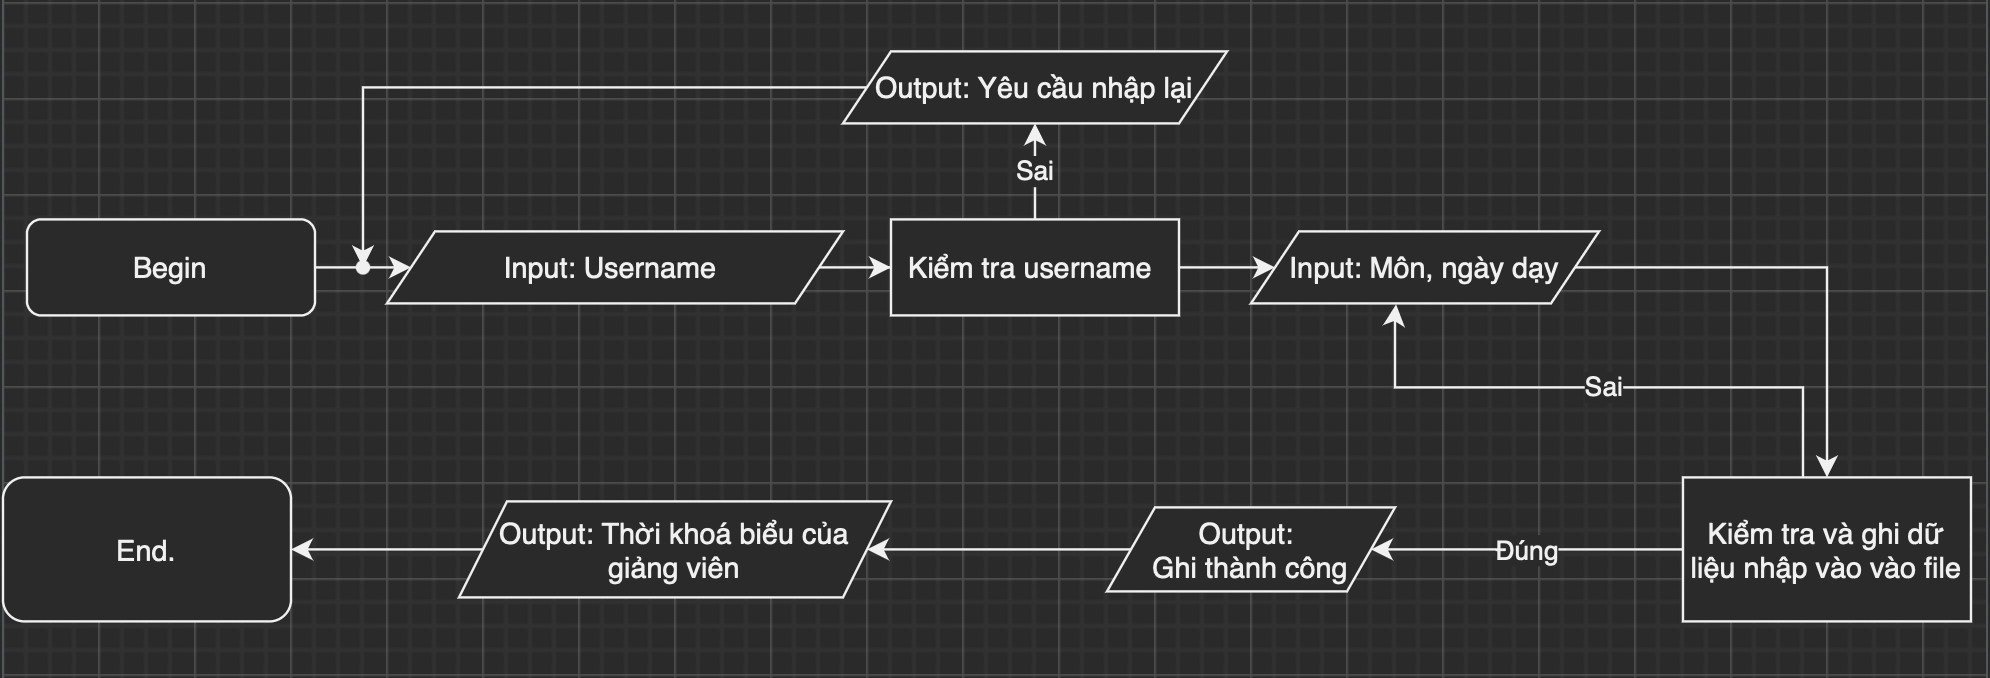 Output: Yêu cầu nhập lại
Sai
Begin
Input: Username
Kiểm tra username
Input: Môn, ngày dạy
Sai
End.
Output: Thời khoá biểu của
giảng viên
Output:
Ghi thành công
Đúng
Kiểm tra và ghi dữ
liệu nhập vào vào file